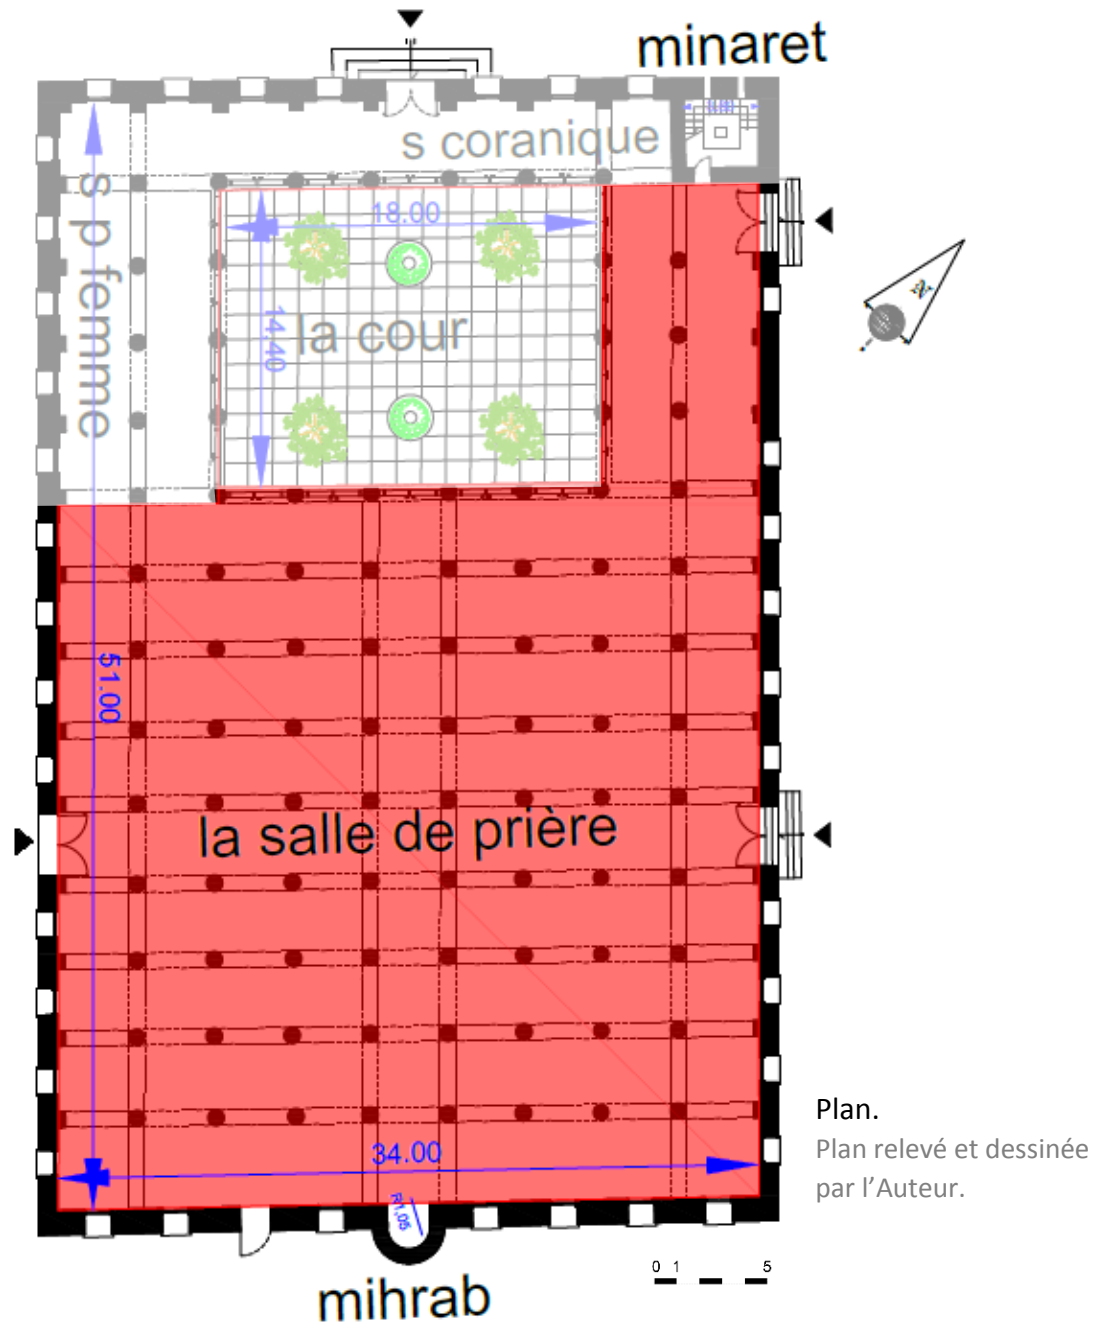 minaret
s coranique
s p femme
18.00
14.40
la cour
N
51.00
la salle de prière
34.00
R1,05
mihrab
Plan.
Plan relevé et dessinée
par l’Auteur.
0 1 5